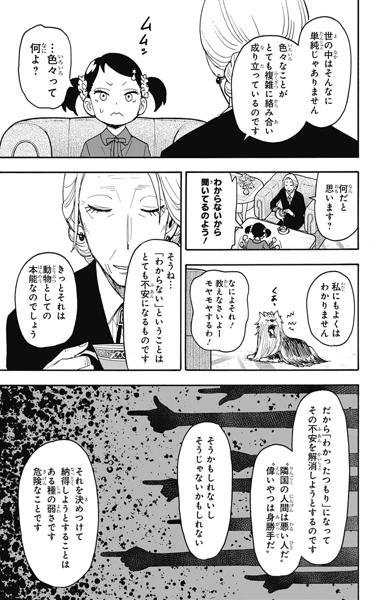 世の中はそんなに
単純じゃありません
色々なことが
とても複雑に絡み合い
成り立っているのです
…色々って
何よ？
何だと
思います？
わからないから
聞いてるのよう！
私にもよくは
わかりません
なによそれ！
教えなさいよー
モヤモヤするわ！
そうね…
「わからない」ということは
とても不安になるものです
きっとそれは
動物としての
本能なのでしょう
だから「わかったつもり」になって
その不安を解消しようとするのです
“隣国の人間は悪い人だ”
“偉いやつは身勝手だ”
そうかもしれないし
そうじゃないかもしれない
それを決めつけて
納得しようとすることは
ある種の弱さです
危険なことです